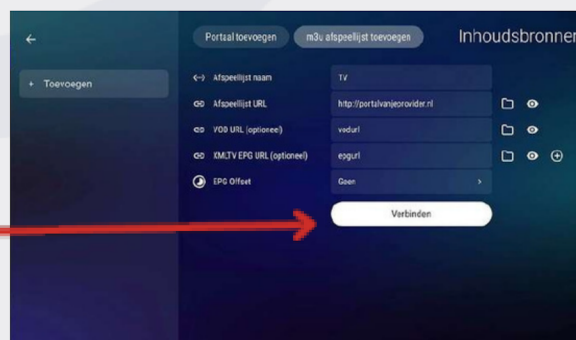 Portaal toevoegen
m3u afspeellijst toevoegen
Inhoudsbronnen
+ Toevoegen
Afspeellijst naam
TV
Afspeellijst URL
http://portalvanjeprovider.nl
VOD URL (optioneel)
vodurl
XMLTV EPG URL (optioneel)
epgurl
EPG Offset
Geen
Verbinden